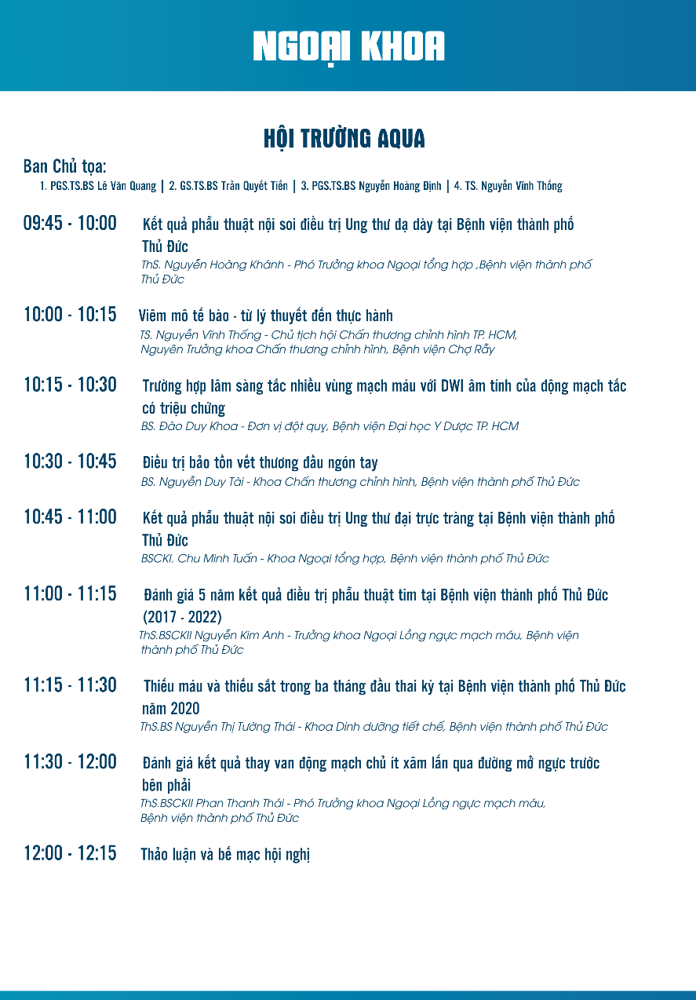 NGOẠI KHOA
HỘI TRƯỜNG AQUA
Ban Chủ tọa:
1. PGS.TS.BS Lê Văn Quang | 2. GS.TS.BS Trần Quyết Tiến | 3. PGS.TS.BS Nguyễn Hoàng Định | 4. TS. Nguyễn Vĩnh Thống
09:45 - 10:00 Kết quả phẫu thuật nội soi điều trị Ung thư dạ dày tại Bệnh viện thành phố
Thủ Đức
ThS. Nguyễn Hoàng Khánh - Phó Trưởng khoa Ngoại tổng hợp ,Bệnh viện thành phố
Thủ Đức
10:00 - 10:15 Viêm mô tế bào - từ lý thuyết đến thực hành
TS. Nguyễn Vĩnh Thống - Chủ tịch hội Chấn thương chỉnh hình TP. HCM,
Nguyên Trưởng khoa Chấn thương chỉnh hình, Bệnh viện Chợ Rẫy
10:15 - 10:30 Trường hợp lâm sàng tắc nhiều vùng mạch máu với DWI âm tính của động mạch tắc
có triệu chứng
BS. Đào Duy Khoa - Đơn vị đột quỵ, Bệnh viện Đại học Y Dược TP. HCM
10:30 - 10:45 Điều trị bảo tồn vết thương đầu ngón tay
BS. Nguyễn Duy Tài - Khoa Chấn thương chỉnh hình, Bệnh viện thành phố Thủ Đức
10:45 - 11:00 Kết quả phẫu thuật nội soi điều trị Ung thư đại trực tràng tại Bệnh viện thành phố
Thủ Đức
BSCKI. Chu Minh Tuấn - Khoa Ngoại tổng hợp, Bệnh viện thành phố Thủ Đức
11:00 - 11:15 Đánh giá 5 năm kết quả điều trị phẫu thuật tim tại Bệnh viện thành phố Thủ Đức
(2017 - 2022)
ThS.BSCKII Nguyễn Kim Anh - Trưởng khoa Ngoại Lồng ngực mạch máu, Bệnh viện
thành phố Thủ Đức
11:15 - 11:30 Thiếu máu và thiếu sắt trong ba tháng đầu thai kỳ tại Bệnh viện thành phố Thủ Đức
năm 2020
ThS.BS Nguyễn Thị Tường Thái - Khoa Dinh dưỡng tiết chế, Bệnh viện thành phố Thủ Đức
11:30 - 12:00 Đánh giá kết quả thay van động mạch chủ ít xâm lấn qua đường mở ngực trước
bên phải
ThS.BSCKII Phan Thanh Thái - Phó Trưởng khoa Ngoại Lồng ngực mạch máu,
Bệnh viện thành phố Thủ Đức
12:00 - 12:15 Thảo luận và bế mạc hội nghị